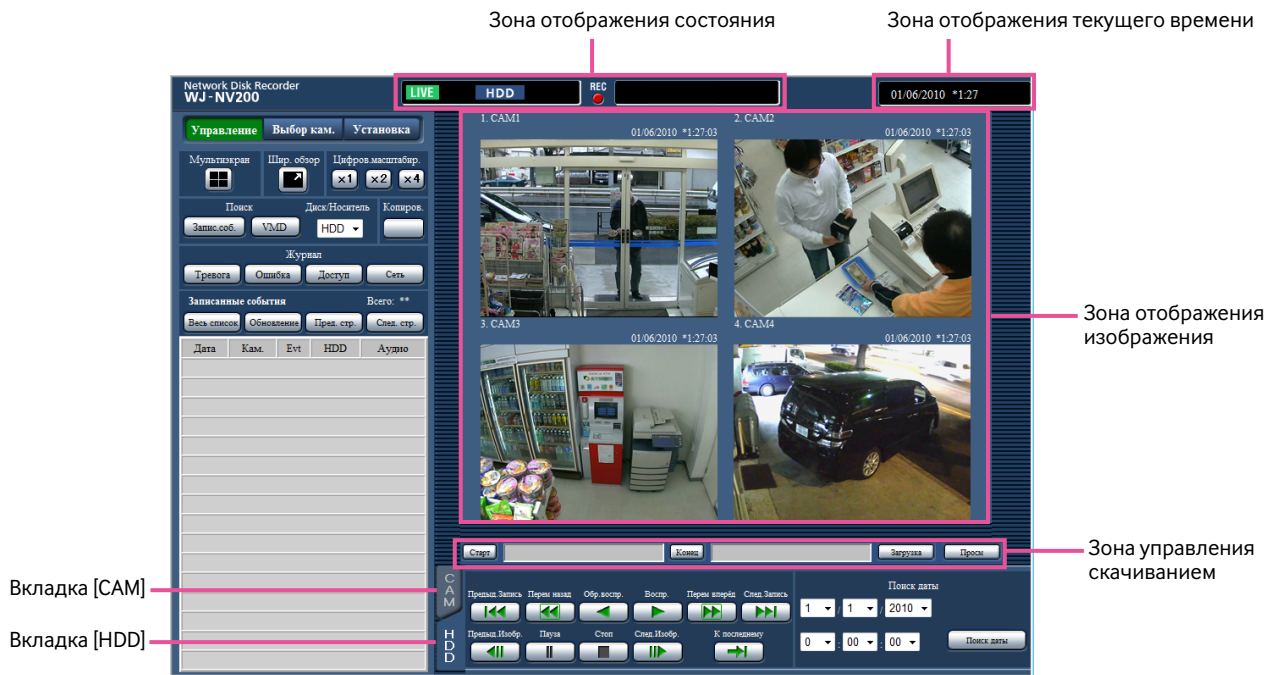 Зона отображения состояния
Зона отображения текущего времени
Network Disk Recorder
WJ-NV200
LIVE HDD REC
01/06/2010 *1:27
Управление Выбор кам. Установка
Мультиэкран Шир. обзор Цифров.масштабир.
x1 x2 x4
Поиск Диск/Носитель Копиров.
Запис.соб. VMD HDD
Журнал
Тревога Ошибка Доступ Сеть
Записанные события Всего: **
Весь список Обновление Пред. стр. След. стр.
Дата Кам. Evt HDD Аудио
1. CAM1
01/06/2010 *1:27:03
2. CAM2
01/06/2010 *1:27:03
3. CAM3
01/06/2010 *1:27:03
4. CAM4
01/06/2010 *1:27:03
Зона отображения
изображения
Старт Конец Загрузка Просм
Зона управления
скачиванием
Вкладка [CAM]
Вкладка [HDD]
CAM
HDD
Предыд.Запись Перем назад Обр.воспр. Воспр. Перем вперёд След.Запись
Предыд.Изобр. Пауза Стоп След.Изобр. К последнему
Поиск даты
1 / 1 / 2010
0 : 00 : 00 Поиск даты